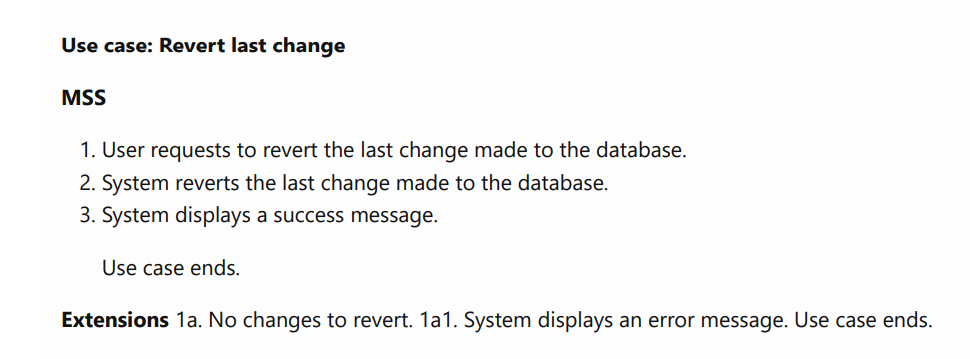 Use case: Revert last change
MSS
1. User requests to revert the last change made to the database.
2. System reverts the last change made to the database.
3. System displays a success message.
Use case ends.
Extensions 1a. No changes to revert. 1a1. System displays an error message. Use case ends.